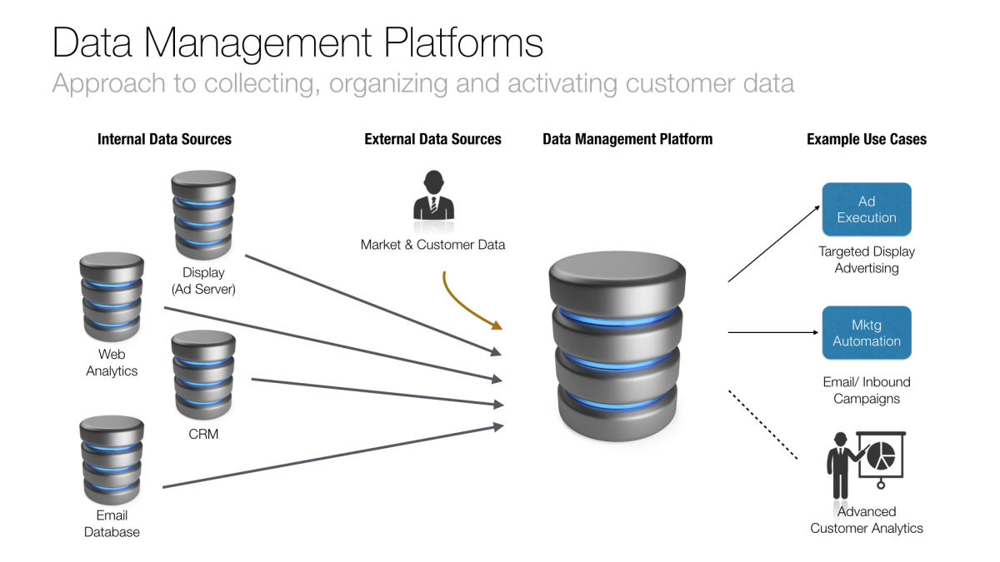 Data Management Platforms
Approach to collecting, organizing and activating customer data
Internal Data Sources
External Data Sources
Data Management Platform
Example Use Cases
Display
(Ad Server)
Web
Analytics
CRM
Email
Database
Market & Customer Data
Ad
Execution
Targeted Display
Advertising
Mktg
Automation
Email/ Inbound
Campaigns
Advanced
Customer Analytics